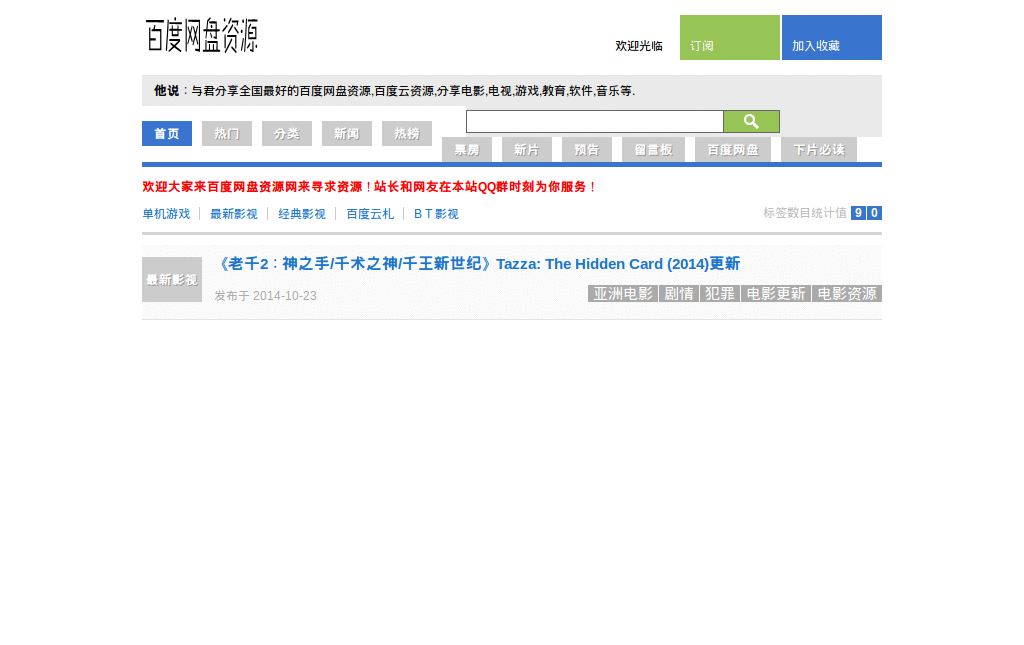 百度网盘资源
欢迎光临
订阅
加入收藏
他说：与君分享全国最好的百度网盘资源,百度云资源,分享电影,电视,游戏,教育,软件,音乐等.
首页 热门 分类 新闻 热榜
票房 新片 预告 留言板 百度网盘 下片必读
欢迎大家来百度网盘资源网来寻求资源！站长和网友在本站QQ群时刻为你服务！
单机游戏 最新影视 经典影视 百度云札 B T 影视 标签数目统计值 9 0
最新影视
《老千2：神之手/千术之神/千王新世纪》Tazza: The Hidden Card (2014)更新
发布于 2014-10-23
亚洲电影 剧情 犯罪 电影更新 电影资源